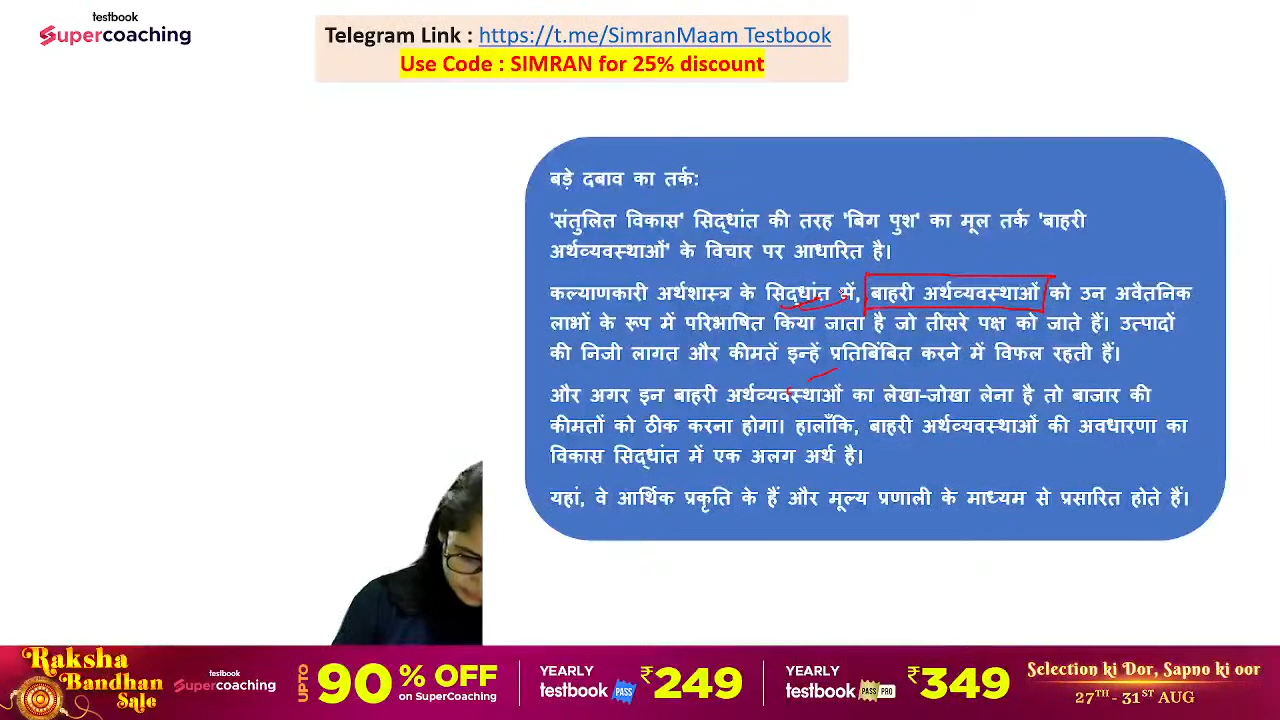 testbook
Supercoaching
Telegram Link : https://t.me/SimranMaam Testbook
Use Code : SIMRAN for 25% discount
बड़े दबाव का तर्क:
'संतुलित विकास' सिद्धांत की तरह 'बिग पुश' का मूल तर्क 'बाहरी
अर्थव्यवस्थाओं' के विचार पर आधारित है।
कल्याणकारी अर्थशास्त्र के सिद्धांत में, बाहरी अर्थव्यवस्थाओं को उन अवैतनिक
लाभों के रूप में परिभाषित किया जाता है जो तीसरे पक्ष को जाते हैं। उत्पादों
की निजी लागत और कीमतें इन्हें प्रतिबिंबित करने में विफल रहती हैं।
और अगर इन बाहरी अर्थव्यवस्थाओं का लेखा-जोखा लेना है तो बाजार की
कीमतों को ठीक करना होगा। हालाँकि, बाहरी अर्थव्यवस्थाओं की अवधारणा का
विकास सिद्धांत में एक अलग अर्थ है।
यहां, वे आर्थिक प्रकृति के हैं और मूल्य प्रणाली के माध्यम से प्रसारित होते हैं।
Raksha
Bandhan
Sale
testbook
Supercoaching
UPTO
90% OFF
on SuperCoaching
YEARLY
testbook PASS
₹249
YEARLY
testbook PASS PRO
₹349
Selection ki Dor, Sapno ki oor
27TH - 31ST AUG